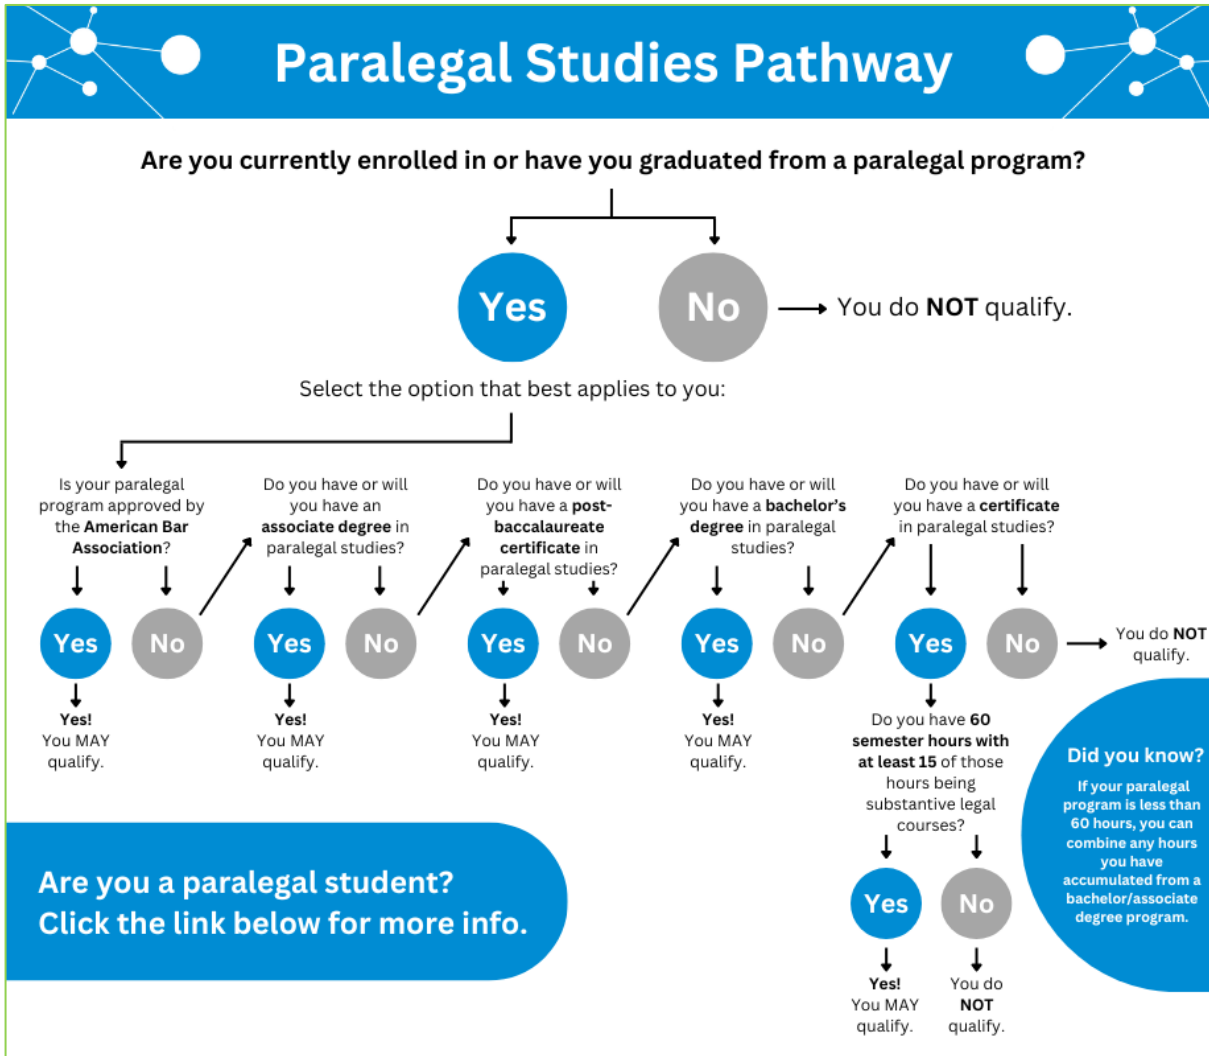 Paralegal Studies Pathway
Are you currently enrolled in or have you graduated from a paralegal program?
Yes
No
You do NOT qualify.
Select the option that best applies to you:
Is your paralegal
program approved by
the American Bar
Association?
Yes
No
Yes!
You MAY
qualify.
Do you have or will
you have an
associate degree in
paralegal studies?
Yes
No
Yes!
You MAY
qualify.
Do you have or will
you have a post-
baccalaureate
certificate in
paralegal studies?
Yes
No
Yes!
You MAY
qualify.
Do you have or will
you have a bachelor's
degree in paralegal
studies?
Yes
No
Yes!
You MAY
qualify.
Do you have or will
you have a certificate
in paralegal studies?
Yes
No
You do NOT
qualify.
Do you have 60
semester hours with
at least 15 of those
hours being
substantive legal
courses?
Yes
No
Yes!
You MAY
qualify.
You do
NOT
qualify.
Did you know?
If your paralegal
program is less than
60 hours, you can
combine any hours
you have
accumulated from a
bachelor/associate
degree program.
Are you a paralegal student?
Click the link below for more info.